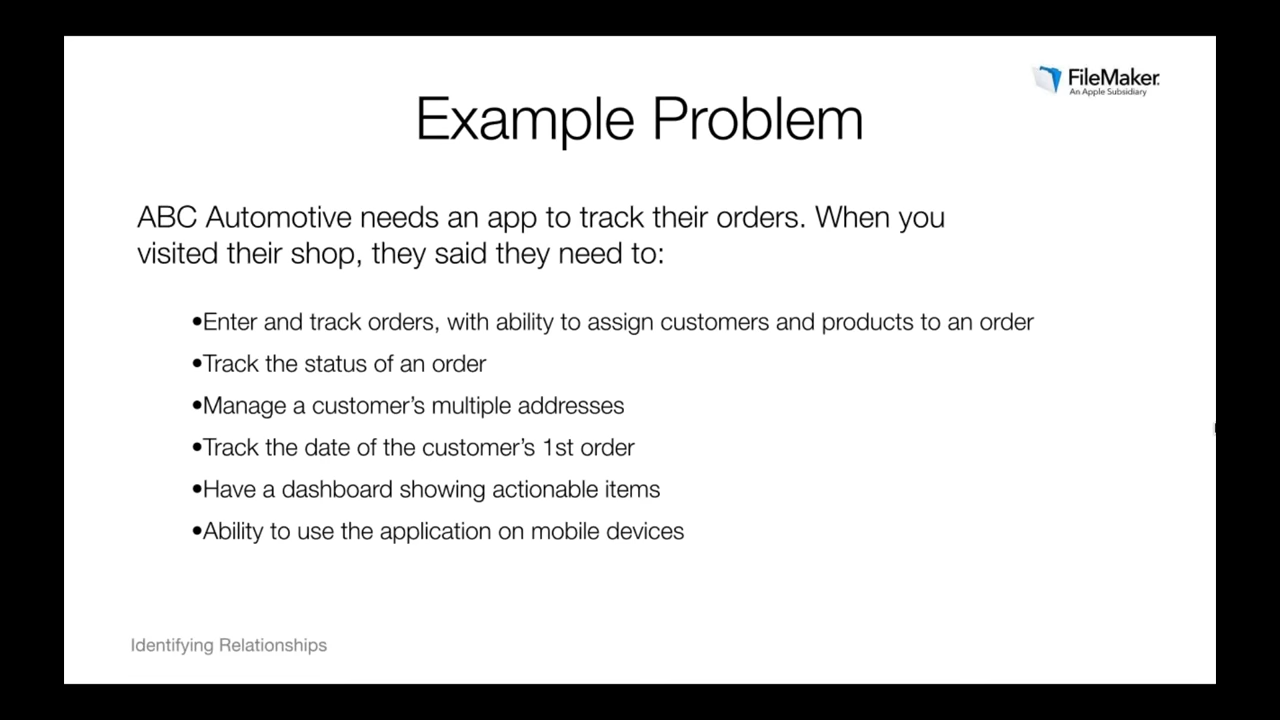 FileMaker.
An Apple Subsidiary
Example Problem
ABC Automotive needs an app to track their orders. When you
visited their shop, they said they need to:
•Enter and track orders, with ability to assign customers and products to an order
•Track the status of an order
•Manage a customer’s multiple addresses
•Track the date of the customer’s 1st order
•Have a dashboard showing actionable items
•Ability to use the application on mobile devices
Identifying Relationships